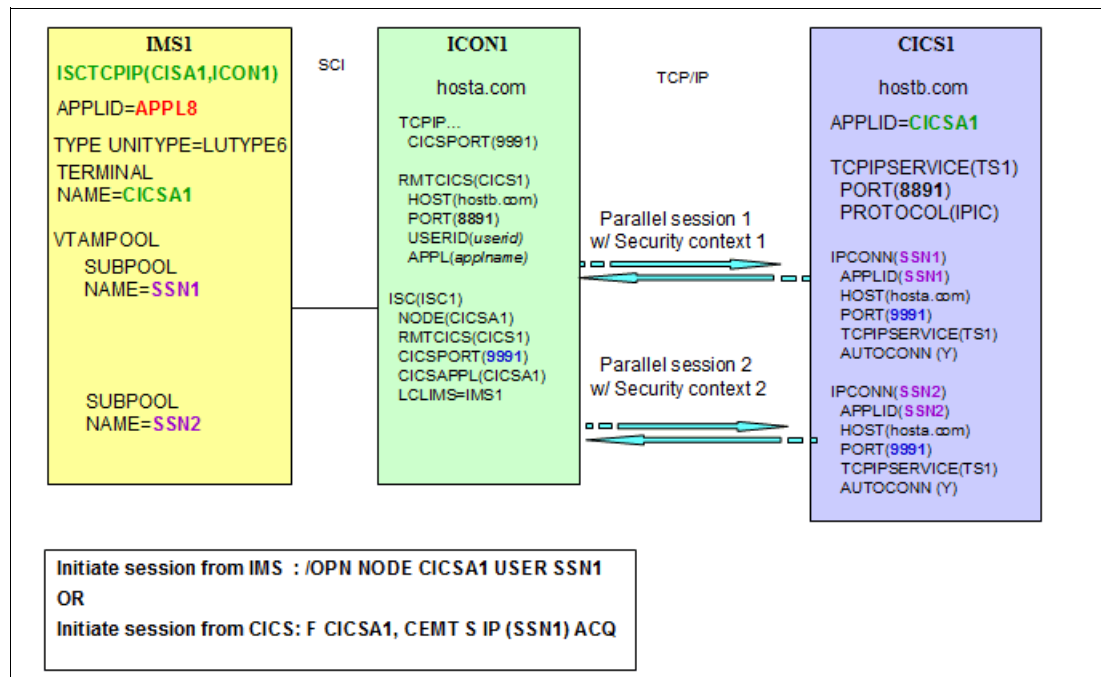 IMS1
ISCTCPIP(CISA1,ICON1)
APPLID=APPL8
TYPE UNITYPE=LUTYPE6
TERMINAL
NAME=CICSA1
VTAMPOOL
SUBPOOL
NAME=SSN1
SUBPOOL
NAME=SSN2
SCI
ICON1
hosta.com
TCPIP...
CICSPORT(9991)
RMTCICS(CICS1)
HOST(hostb.com)
PORT(8891)
USERID(userid)
APPL(applname)
ISC(ISC1)
NODE(CICSA1)
RMTCICS(CICS1)
CICSPORT(9991)
CICSAPPL(CICSA1)
LCLIMS=IMS1
TCP/IP
Parallel session 1
w/ Security context 1
Parallel session 2
w/ Security context 2
CICS1
hostb.com
APPLID=CICSA1
TCPIPSERVICE(TS1)
PORT(8891)
PROTOCOL(IPIC)
IPCONN(SSN1)
APPLID(SSN1)
HOST(hosta.com)
PORT(9991)
TCPIPSERVICE(TS1)
AUTOCONN (Y)
IPCONN(SSN2)
APPLID(SSN2)
HOST(hosta.com)
PORT(9991)
TCPIPSERVICE(TS1)
AUTOCONN (Y)
Initiate session from IMS : /OPN NODE CICSA1 USER SSN1
OR
Initiate session from CICS: F CICSA1, CEMT S IP (SSN1) ACQ